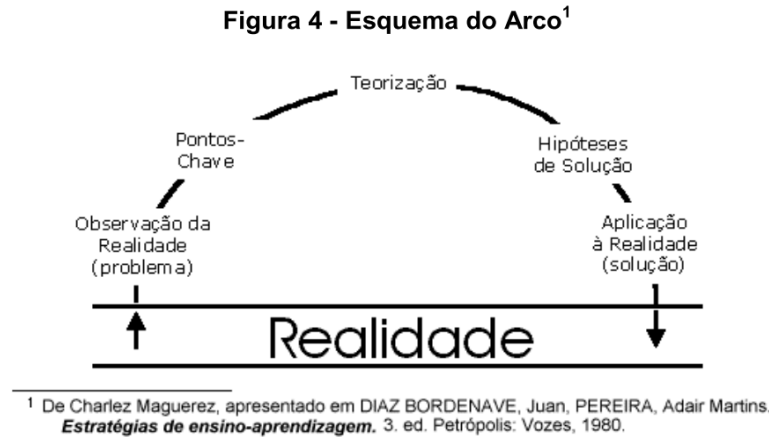 Figura 4 - Esquema do Arco¹
Teorização
Pontos-
Chave
Hipóteses
de Solução
Observação da
Realidade
(problema)
Aplicação
à Realidade
(solução)
Realidade
¹ De Charlez Maguerez, apresentado em DIAZ BORDENAVE, Juan, PEREIRA, Adair Martins.
Estratégias de ensino-aprendizagem. 3. ed. Petrópolis: Vozes, 1980.